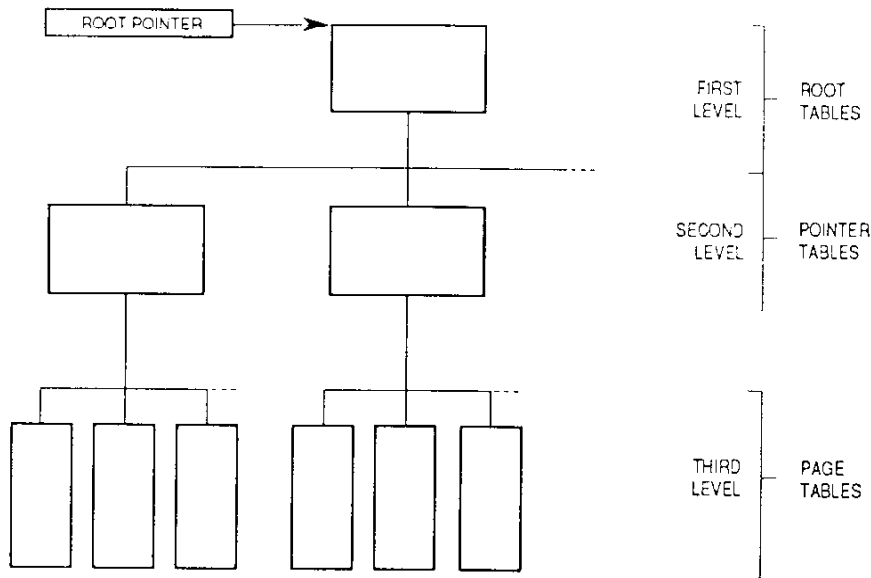 ROOT POINTER
FIRST
LEVEL
ROOT
TABLES
SECOND
LEVEL
POINTER
TABLES
THIRD
LEVEL
PAGE
TABLES